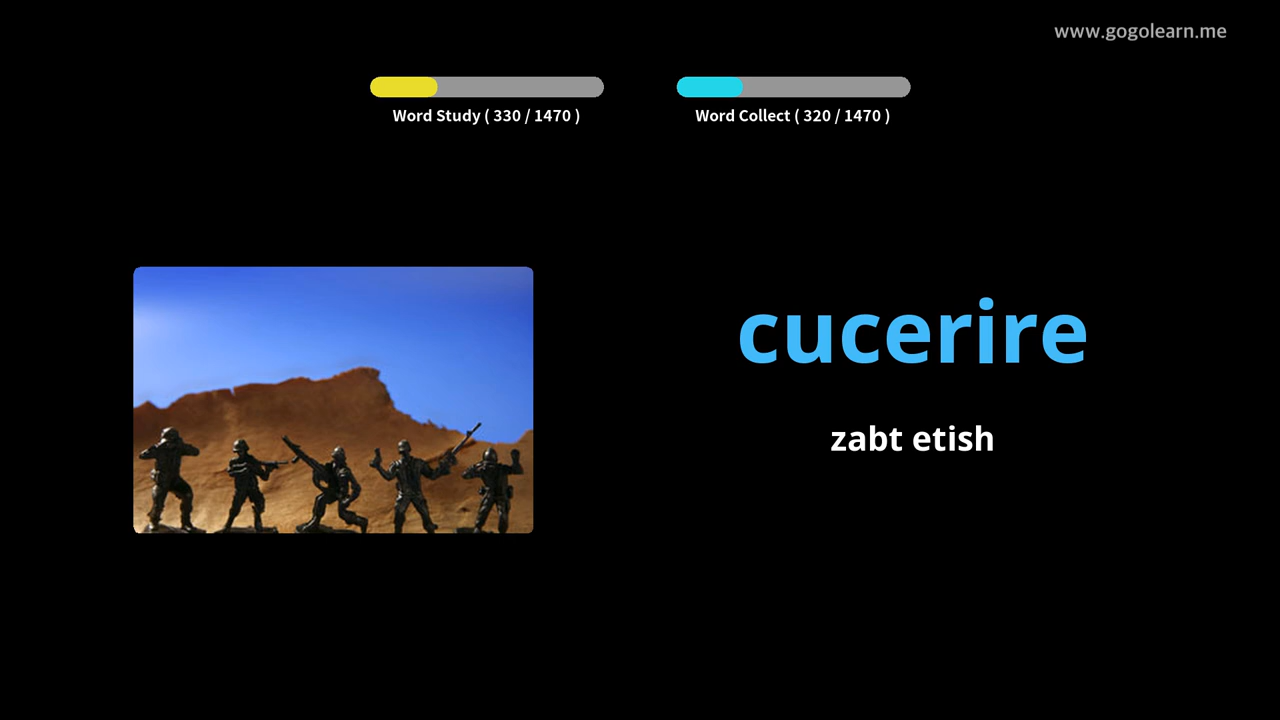 www.gogolearn.me
Word Study ( 330 / 1470 )
Word Collect ( 320 / 1470 )
cucerire
zabt etish